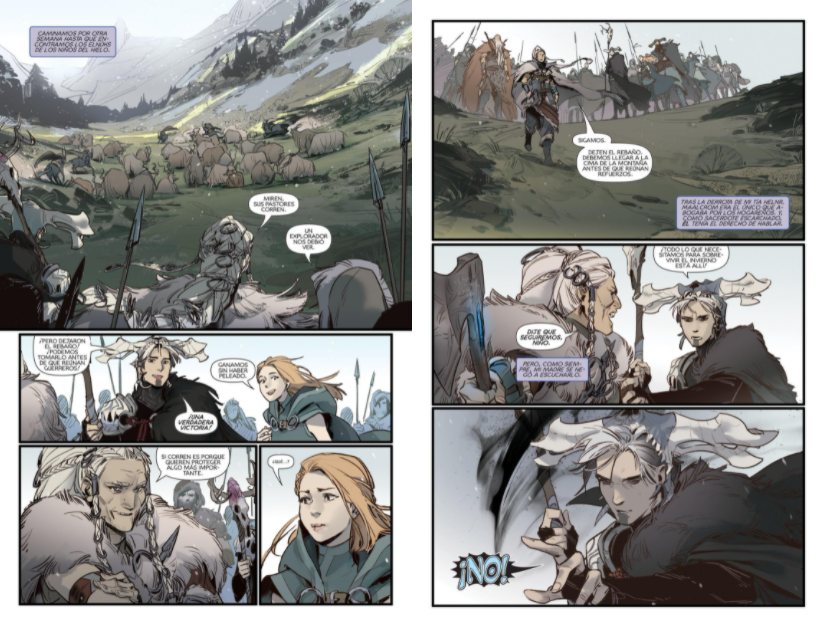 CAMINAMOS POR OTRA
SEMANA HASTA QUE EN-
CONTRAMOS LOS ELNÜKS
DE LOS NIÑOS DEL HIELO.
MIREN,
SUS PASTORES
CORREN.
UN
EXPLORADOR
NOS DEBIÓ
VER.
¡PERO DEJARON
EL REBAÑO!
¡PODEMOS
TOMARLO ANTES
DE QUE REÚNAN
GUERREROS!
GANAMOS
SIN HABER
PELEADO.
¡UNA
VERDADERA
VICTORIA!
SI CORREN ES PORQUE
QUIEREN PROTEGER
ALGO MÁS IMPOR-
TANTE.
¿QUÉ...?
SIGAMOS.
DEJEN EL REBAÑO.
DEBEMOS LLEGAR A LA
CIMA DE LA MONTAÑA
ANTES DE QUE REÚNAN
REFUERZOS.
TRAS LA DERROTA DE MI TÍA HELNR,
MAALCROM ERA EL ÚNICO QUE A-
BOGABA POR LOS HOGAREÑOS. Y,
COMO SACERDOTE ESCARCHADO,
ÉL TENÍA EL DERECHO DE HABLAR.
¡TODO LO QUE NECE-
SITAMOS PARA SOBRE-
VIVIR EL INVIERNO
ESTÁ ALLÍ!
DIJE QUE
SEGUIREMOS,
NIÑO.
PERO, COMO SIEM-
PRE, MI MADRE SE NE-
GÓ A ESCUCHARLO.
¡NO!